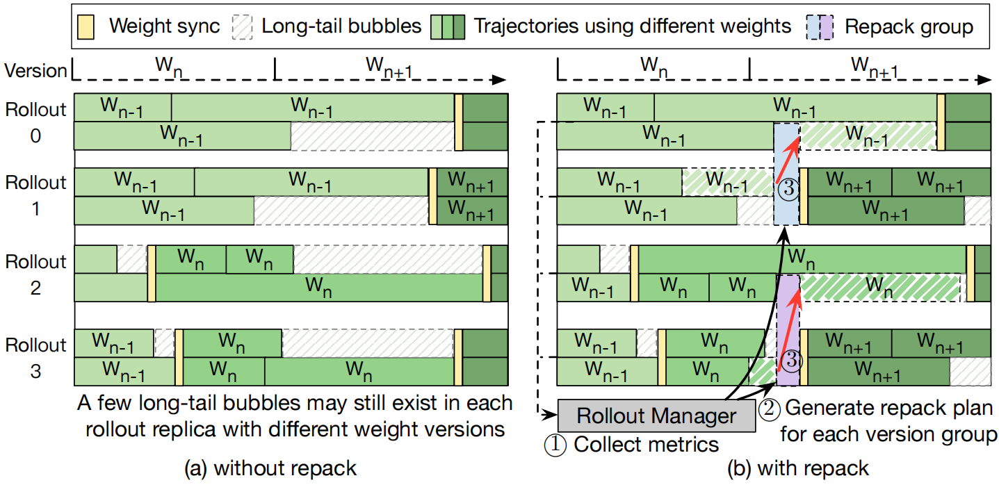 Weight sync Long-tail bubbles Trajectories using different weights Repack group
Version Wn Wn+1
Rollout 0
Wn-1 Wn-1
Wn-1
Rollout 1
Wn-1 Wn-1 Wn+1
Wn-1 Wn+1
Rollout 2
Wn Wn
Wn
Rollout 3
Wn-1 Wn
Wn-1 Wn Wn
A few long-tail bubbles may still exist in each
rollout replica with different weight versions
(a) without repack
Wn Wn+1
Wn-1 Wn-1
Wn-1 Wn-1
Wn-1 Wn-1 ③ Wn+1 Wn+1
Wn-1 Wn+1
Wn
Wn-1 Wn Wn Wn
Wn-1 Wn Wn+1 Wn+1
Wn-1 Wn ③ Wn+1
Rollout Manager
① Collect metrics
② Generate repack plan
for each version group
(b) with repack